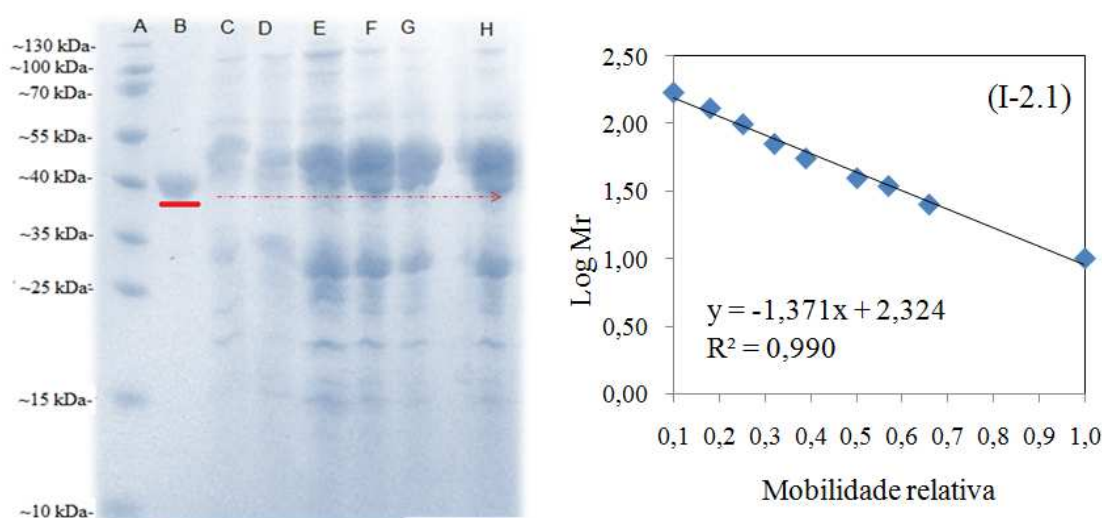 A B C D E F G H
~130 kDa-
~100 kDa-
~70 kDa-
~55 kDa-
~40 kDa-
~35 kDa-
~25 kDa-
~15 kDa-
~10 kDa-
2,50
2,00
1,50
1,00
0,50
0,00
Log Mr
(I-2.1)
y = -1,371x + 2,324
R² = 0,990
0,1 0,2 0,3 0,4 0,5 0,6 0,7 0,8 0,9 1,0
Mobilidade relativa